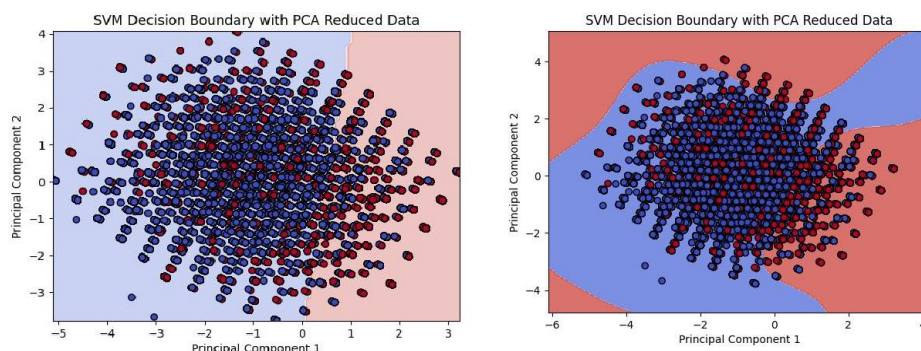 SVM Decision Boundary with PCA Reduced Data
4
3
2
1
0
−1
−2
−3
Principal Component 2
−5 −4 −3 −2 −1 0 1 2 3
Principal Component 1
SVM Decision Boundary with PCA Reduced Data
4
2
0
−2
−4
Principal Component 2
−6 −4 −2 0 2 4
Principal Component 1